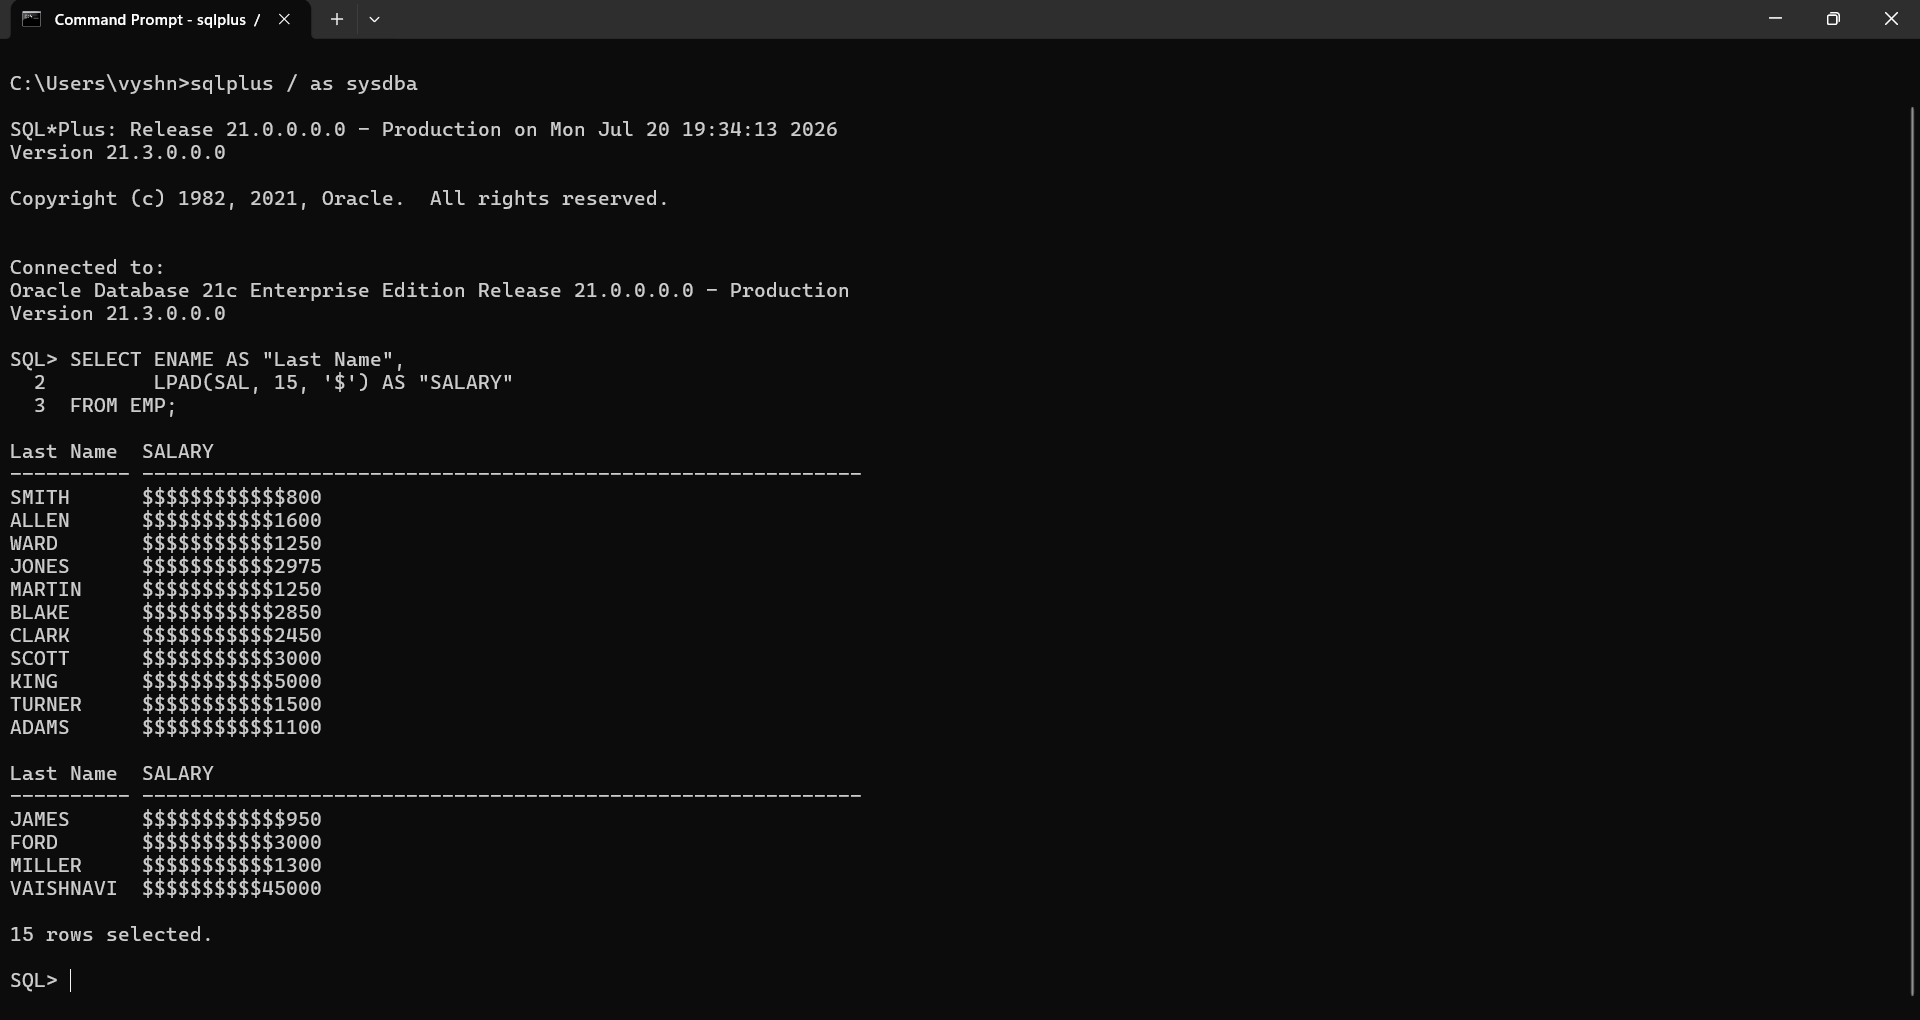 Command Prompt - sqlplus /
C:\Users\vyshn>sqlplus / as sysdba
SQL*Plus: Release 21.0.0.0.0 - Production on Mon Jul 20 19:34:13 2026
Version 21.3.0.0.0
Copyright (c) 1982, 2021, Oracle.  All rights reserved.
Connected to:
Oracle Database 21c Enterprise Edition Release 21.0.0.0.0 - Production
Version 21.3.0.0.0
SQL> SELECT ENAME AS "Last Name",
  2         LPAD(SAL, 15, '$') AS "SALARY"
  3  FROM EMP;
Last Name  SALARY
---------- ------------------------------------------------------------
SMITH      $$$$$$$$$$$$800
ALLEN      $$$$$$$$$$$1600
WARD       $$$$$$$$$$$1250
JONES      $$$$$$$$$$$2975
MARTIN     $$$$$$$$$$$1250
BLAKE      $$$$$$$$$$$2850
CLARK      $$$$$$$$$$$2450
SCOTT      $$$$$$$$$$$3000
KING       $$$$$$$$$$$5000
TURNER     $$$$$$$$$$$1500
ADAMS      $$$$$$$$$$$1100
Last Name  SALARY
---------- ------------------------------------------------------------
JAMES      $$$$$$$$$$$$950
FORD       $$$$$$$$$$$3000
MILLER     $$$$$$$$$$$1300
VAISHNAVI  $$$$$$$$$$45000
15 rows selected.
SQL>